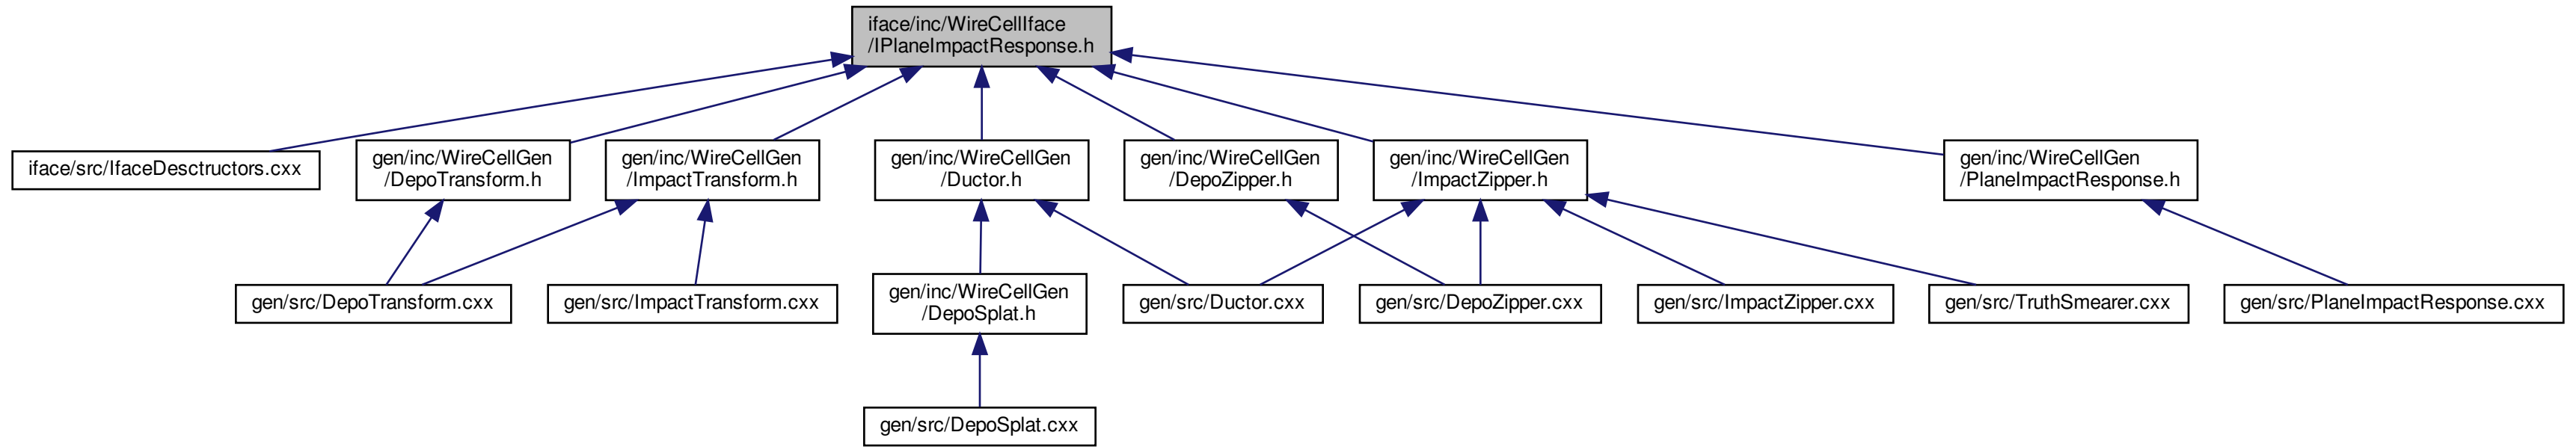 iface/inc/WireCellIface
/IPlaneImpactResponse.h
iface/src/IfaceDesctructors.cxx
gen/inc/WireCellGen
/DepoTransform.h
gen/inc/WireCellGen
/ImpactTransform.h
gen/inc/WireCellGen
/Ductor.h
gen/inc/WireCellGen
/DepoZipper.h
gen/inc/WireCellGen
/ImpactZipper.h
gen/inc/WireCellGen
/PlaneImpactResponse.h
gen/src/DepoTransform.cxx
gen/src/ImpactTransform.cxx
gen/inc/WireCellGen
/DepoSplat.h
gen/src/Ductor.cxx
gen/src/DepoZipper.cxx
gen/src/ImpactZipper.cxx
gen/src/TruthSmearer.cxx
gen/src/PlaneImpactResponse.cxx
gen/src/DepoSplat.cxx